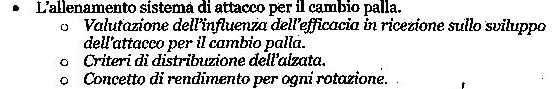 • L'allenamento sistema di attacco per il cambio palla.
o Valutazione dell'influenza dell'efficacia in ricezione sullo sviluppo
dell'attacco per il cambio palla.
o Criteri di distribuzione dell'alzata.
o Concetto di rendimento per ogni rotazione.